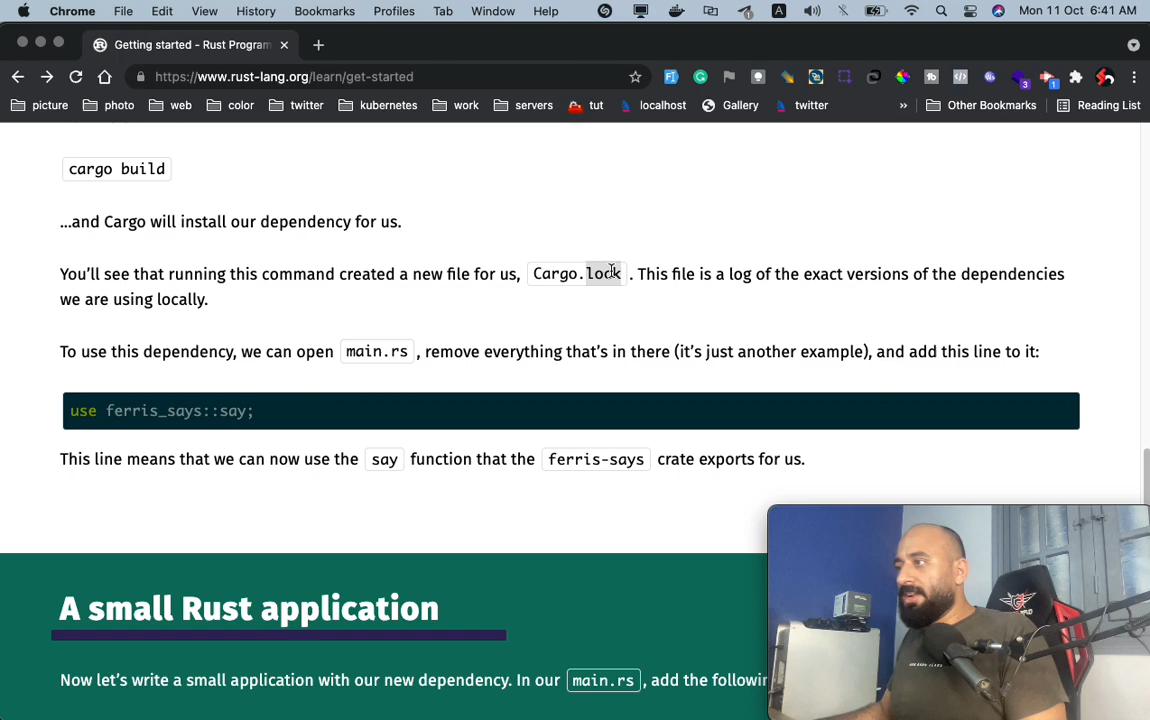 Chrome File Edit View History Bookmarks Profiles Tab Window Help A Mon 11 Oct 6:41 AM
Getting started - Rust Program
https://www.rust-lang.org/learn/get-started
picture photo web color twitter kubernetes work servers tut localhost Gallery twitter » Other Bookmarks Reading List
cargo build
…and Cargo will install our dependency for us.
You'll see that running this command created a new file for us, Cargo.lock . This file is a log of the exact versions of the dependencies
we are using locally.
To use this dependency, we can open main.rs , remove everything that's in there (it's just another example), and add this line to it:
use ferris_says::say;
This line means that we can now use the say function that the ferris-says crate exports for us.
A small Rust application
Now let's write a small application with our new dependency. In our main.rs , add the